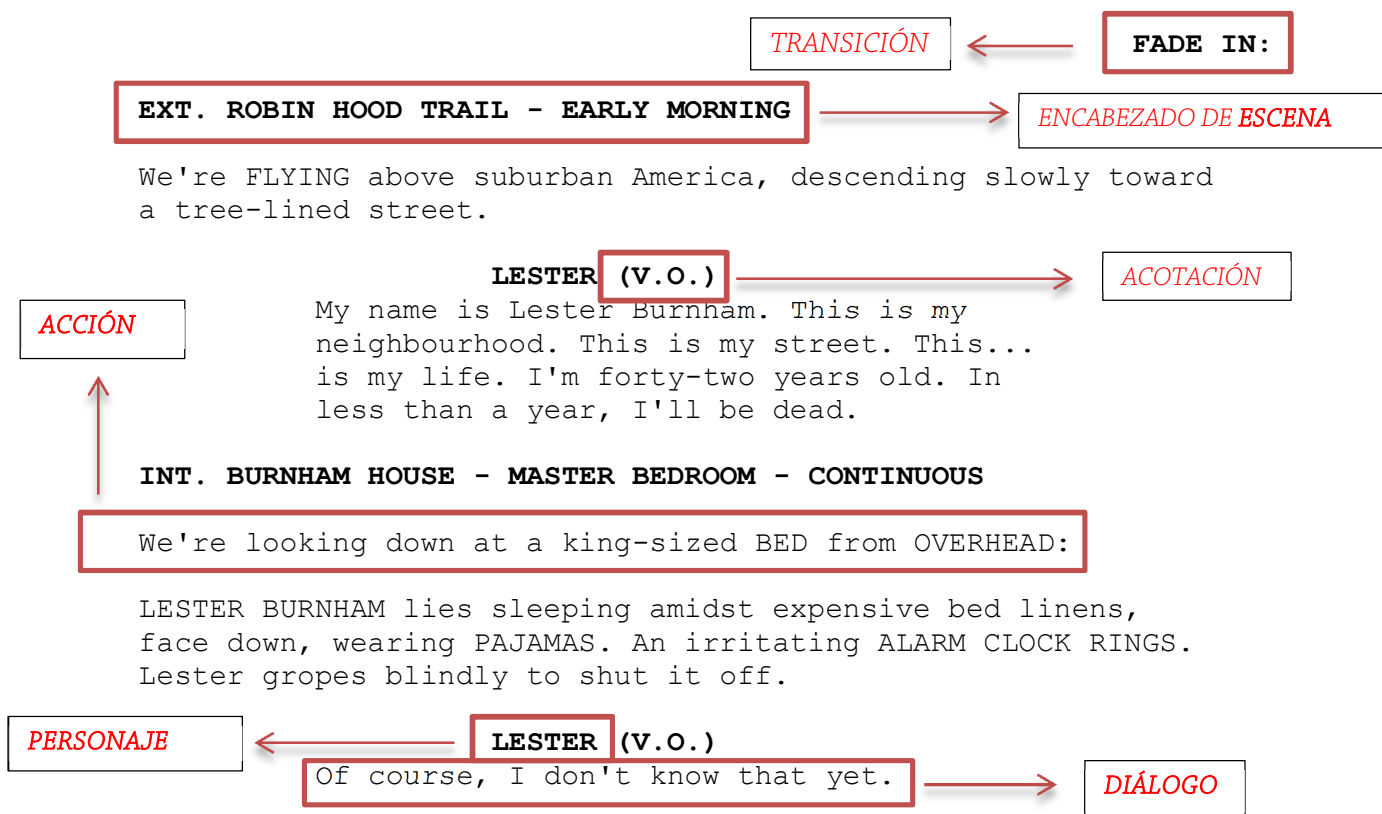 TRANSICIÓN
FADE IN:
EXT. ROBIN HOOD TRAIL - EARLY MORNING
ENCABEZADO DE ESCENA
We're FLYING above suburban America, descending slowly toward
a tree-lined street.
LESTER (V.O.)
ACOTACIÓN
My name is Lester Burnham. This is my
ACCIÓN
neighbourhood. This is my street. This...
is my life. I'm forty-two years old. In
less than a year, I'll be dead.
INT. BURNHAM HOUSE - MASTER BEDROOM - CONTINUOUS
We're looking down at a king-sized BED from OVERHEAD:
LESTER BURNHAM lies sleeping amidst expensive bed linens,
face down, wearing PAJAMAS. An irritating ALARM CLOCK RINGS.
Lester gropes blindly to shut it off.
PERSONAJE
LESTER (V.O.)
Of course, I don't know that yet.
DIÁLOGO